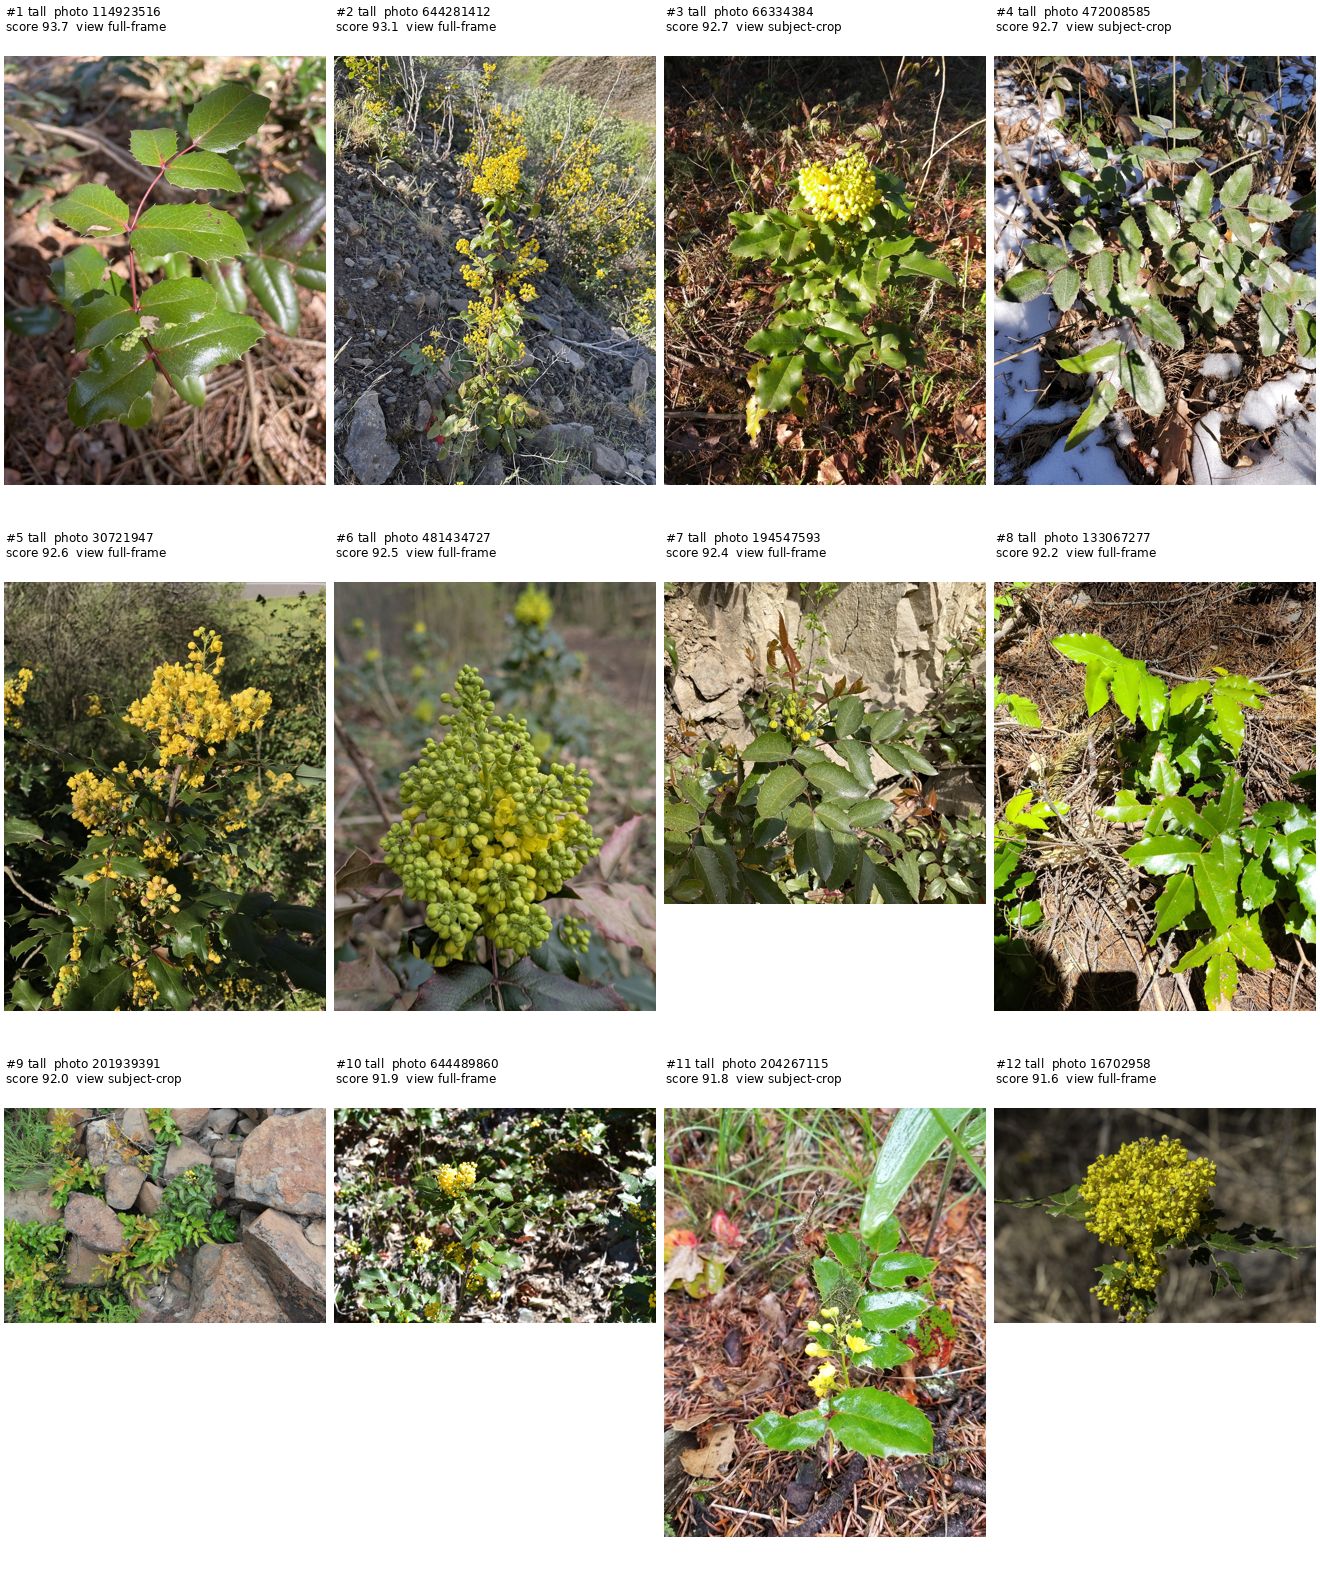 #1 tall  photo 114923516
score 93.7  view full-frame
#2 tall  photo 644281412
score 93.1  view full-frame
#3 tall  photo 66334384
score 92.7  view subject-crop
#4 tall  photo 472008585
score 92.7  view subject-crop
#5 tall  photo 30721947
score 92.6  view full-frame
#6 tall  photo 481434727
score 92.5  view full-frame
#7 tall  photo 194547593
score 92.4  view full-frame
#8 tall  photo 133067277
score 92.2  view full-frame
#9 tall  photo 201939391
score 92.0  view subject-crop
#10 tall  photo 644489860
score 91.9  view full-frame
#11 tall  photo 204267115
score 91.8  view subject-crop
#12 tall  photo 16702958
score 91.6  view full-frame